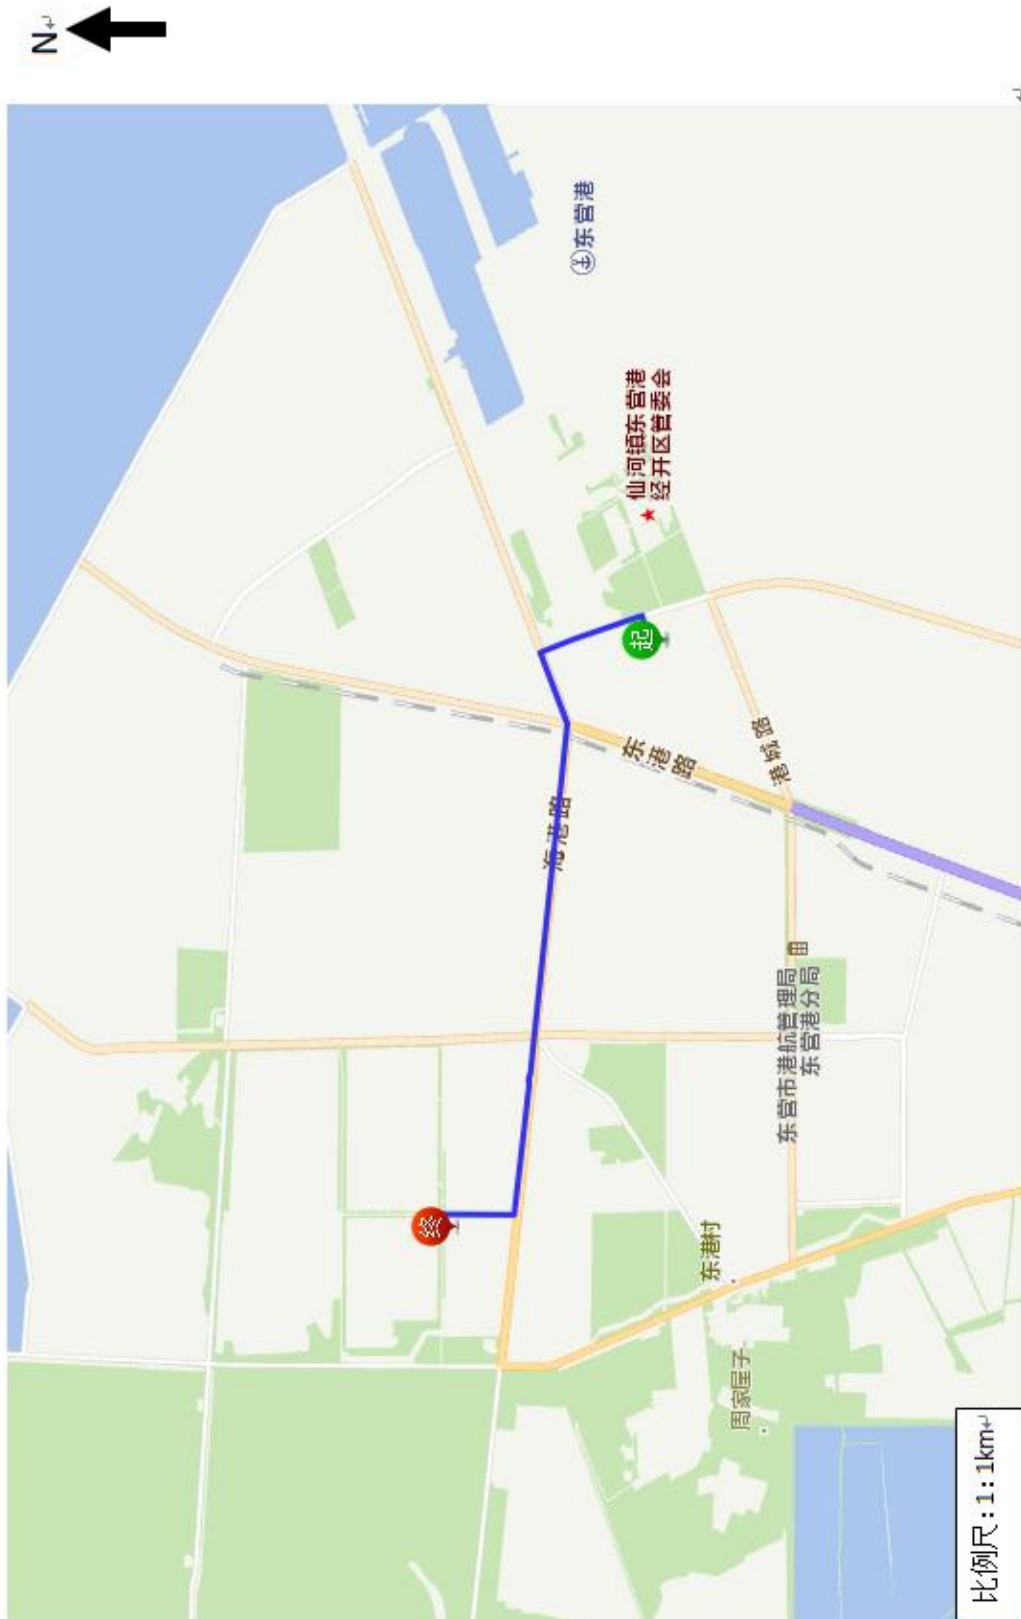 N
东营港
仙河镇东营港
经开区管委会
起
东港路
港城路
海港路
东营市港航管理局
东营港分局
终
东港村
周家屋子
比例尺:1:1km